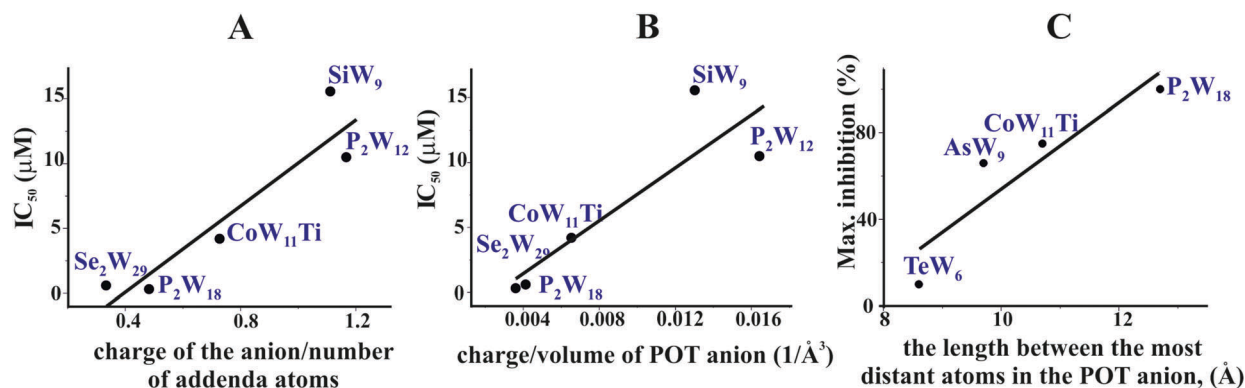 A
IC₅₀ (µM)
15
10
5
0
SiW₉
P₂W₁₂
CoW₁₁Ti
Se₂W₂₉
P₂W₁₈
0.4 0.8 1.2
charge of the anion/number
of addenda atoms
B
IC₅₀ (µM)
15
10
5
0
SiW₉
P₂W₁₂
CoW₁₁Ti
Se₂W₂₉
P₂W₁₈
0.004 0.008 0.012 0.016
charge/volume of POT anion (1/Å³)
C
Max. inhibition (%)
80
40
0
P₂W₁₈
CoW₁₁Ti
AsW₉
TeW₆
8 10 12
the length between the most
distant atoms in the POT anion, (Å)